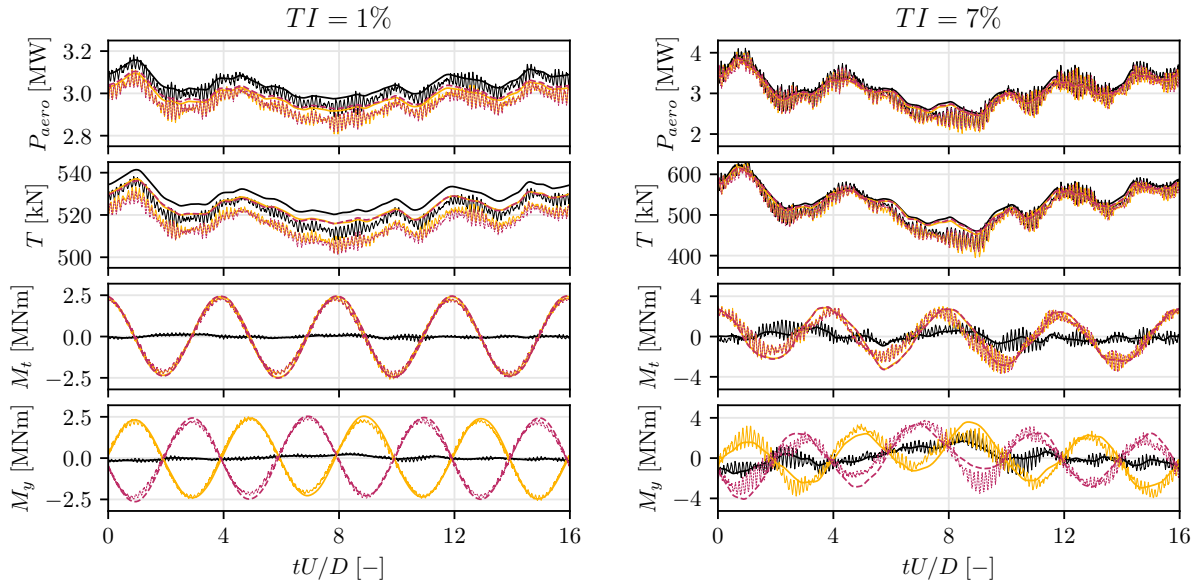 TI = 1%
TI = 7%
3.2
3.0
2.8
P_aero [MW]
4
3
2
P_aero [MW]
540
520
500
T [kN]
600
500
400
T [kN]
2.5
0.0
−2.5
M_t [MNm]
4
0
−4
M_t [MNm]
2.5
0.0
−2.5
M_y [MNm]
4
0
−4
M_y [MNm]
0 4 8 12 16
tU/D [−]
0 4 8 12 16
tU/D [−]